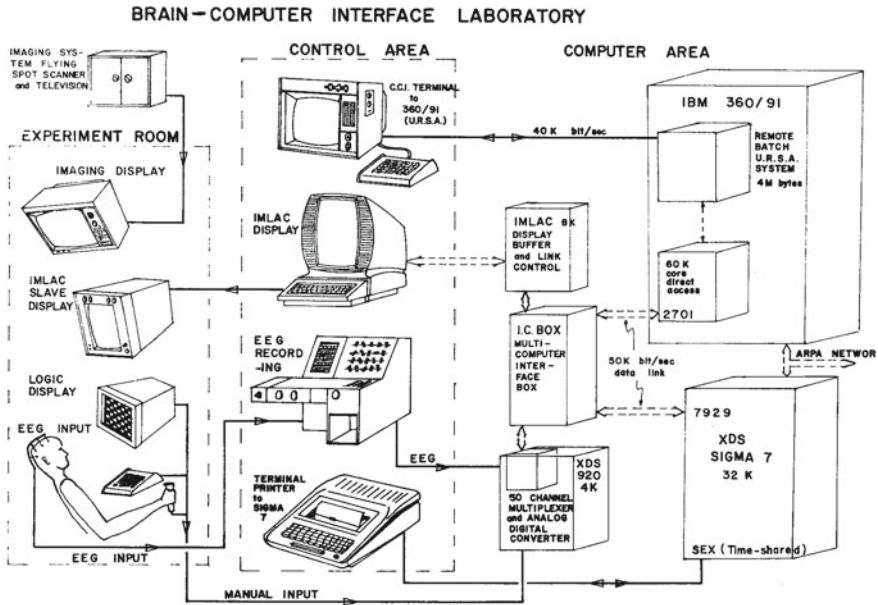 BRAIN-COMPUTER INTERFACE LABORATORY
IMAGING SYS-
TEM FLYING
SPOT SCANNER
and TELEVISION
EXPERIMENT ROOM
IMAGING DISPLAY
IMLAC
SLAVE
DISPLAY
LOGIC
DISPLAY
EEG INPUT
EEG INPUT
MANUAL INPUT
CONTROL AREA
C.C.I. TERMINAL
to
360/91
(U.R.S.A.)
IMLAC
DISPLAY
EEG
RECORD
-ING
TERMINAL
PRINTER
to
SIGMA
7
EEG
COMPUTER AREA
40K bit/sec
IBM 360/91
REMOTE
BATCH
U.R.S.A.
SYSTEM
4M bytes
60K
core
direct
access
2701
IMLAC 8K
DISPLAY
BUFFER
and LINK
CONTROL
I.C. BOX
MULTI-
COMPUTER
INTER-
FACE
BOX
50K bit/sec
data link
ARPA NETWOR
XDS
920
4K
50 CHANNEL
MULTIPLEXER
and ANALOG
DIGITAL
CONVERTER
7929
XDS
SIGMA 7
32 K
SEX (Time-shared)